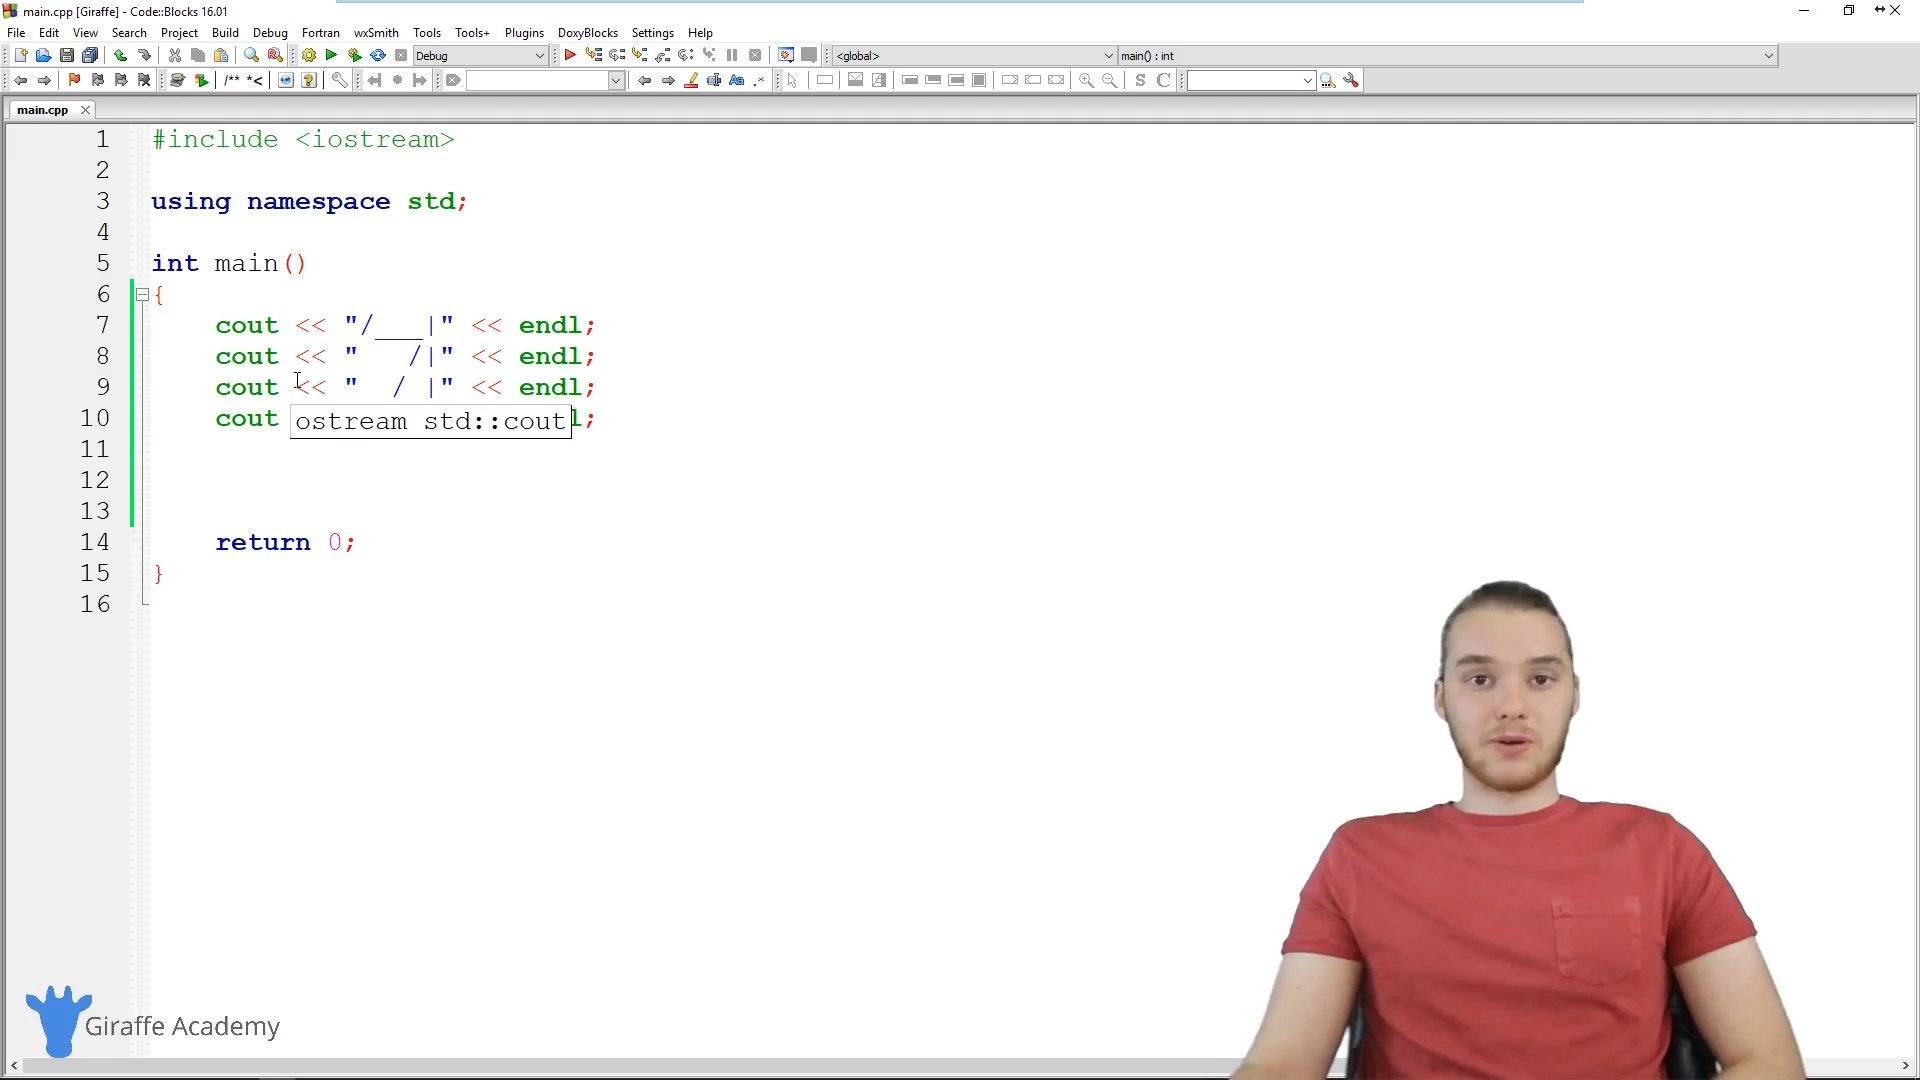 main.cpp [Giraffe] - Code::Blocks 16.01
File Edit View Search Project Build Debug Fortran wxSmith Tools Tools+ Plugins DoxyBlocks Settings Help
Debug <global> main() : int
/** *< Aa .* S C
main.cpp
1 #include <iostream>
2
3 using namespace std;
4
5 int main()
6 {
7 cout << "/___|" << endl;
8 cout << "   /|" << endl;
9 cout << "  / |" << endl;
10 cout ostream std::cout l;
11
12
13
14 return 0;
15 }
16
Giraffe Academy